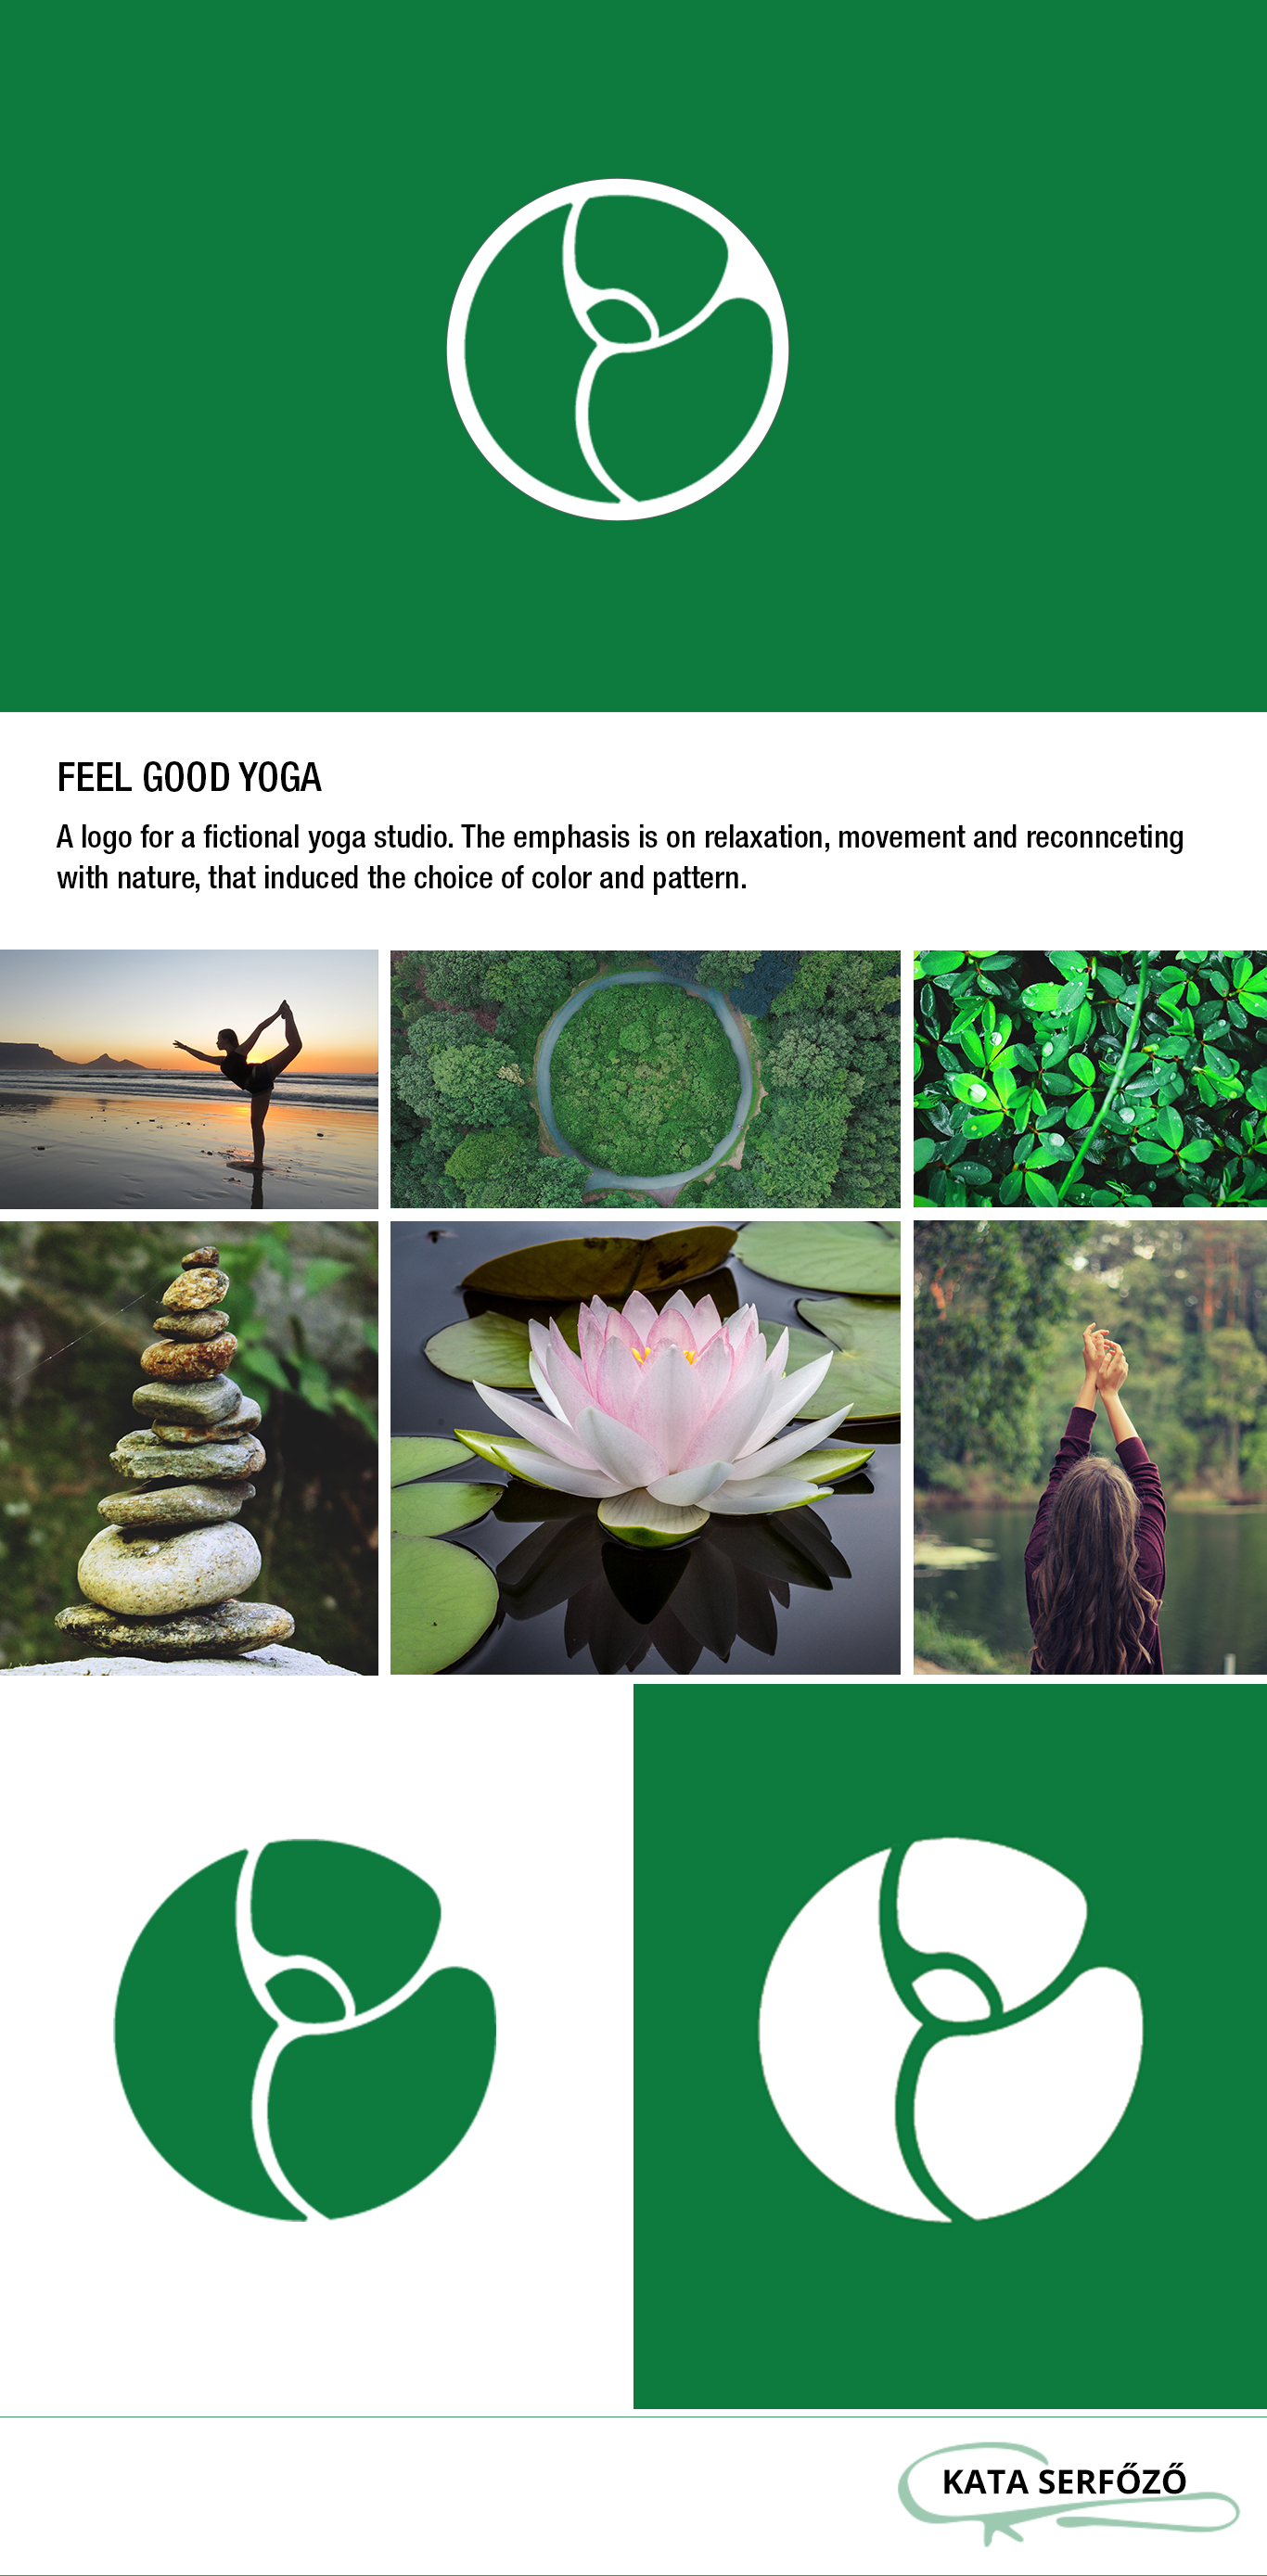 FEEL GOOD YOGA
A logo for a fictional yoga studio. The emphasis is on relaxation, movement and reconnceting
with nature, that induced the choice of color and pattern.
KATA SERFŐZŐ